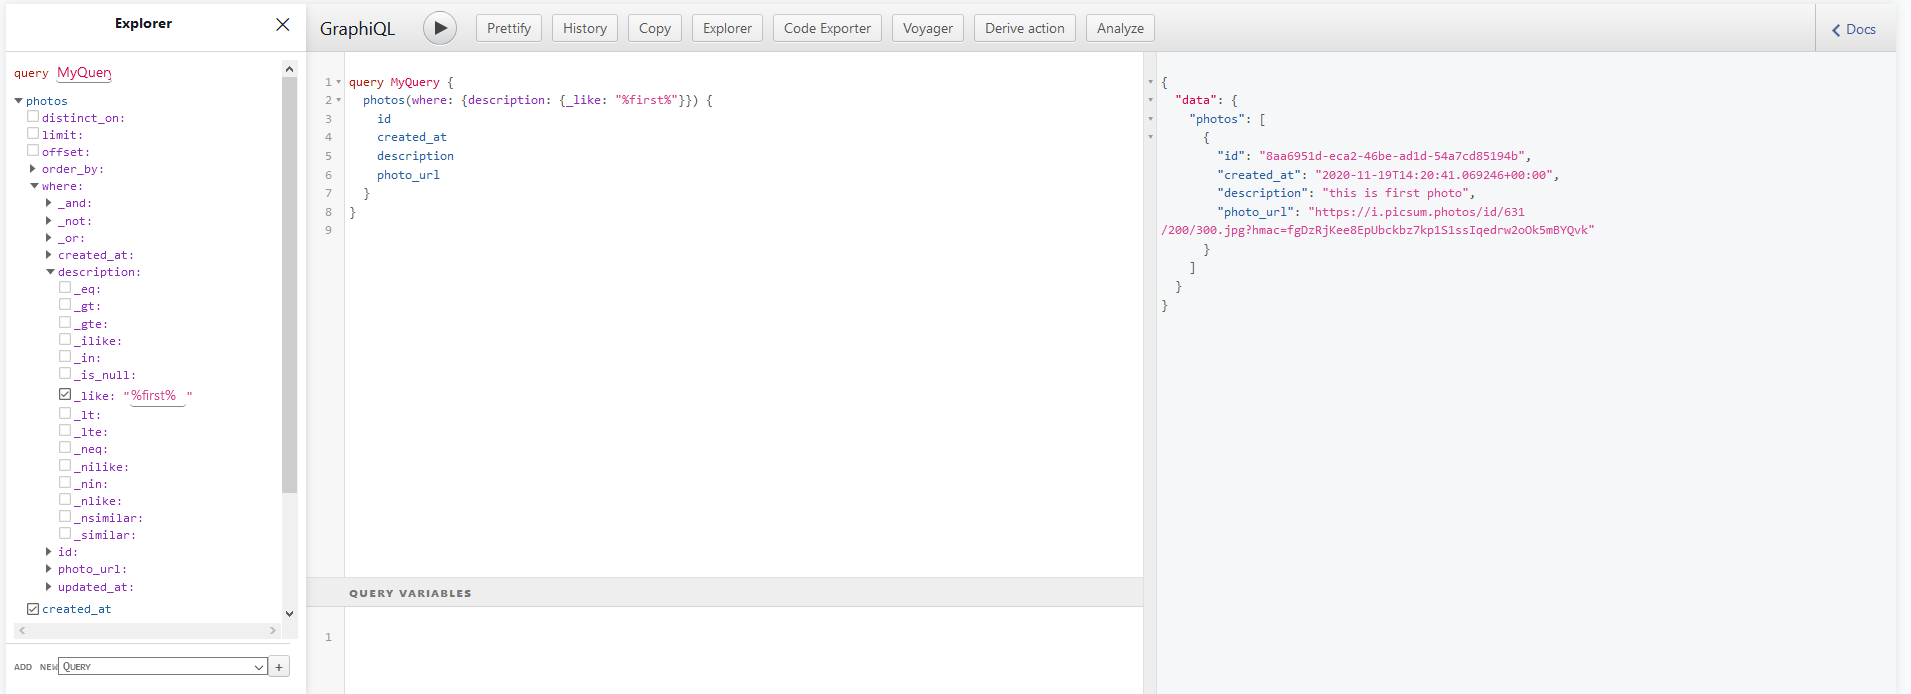 Explorer
GraphiQL
Prettify
History
Copy
Explorer
Code Exporter
Voyager
Derive action
Analyze
Docs
query MyQuery
photos
distinct_on:
limit:
offset:
order_by:
where:
_and:
_not:
_or:
created_at:
description:
_eq:
_gt:
_gte:
_ilike:
_in:
_is_null:
_like: "%first% "
_lt:
_lte:
_neq:
_nilike:
_nin:
_nlike:
_nsimilar:
_similar:
id:
photo_url:
updated_at:
created_at
ADD NEW QUERY +
1 query MyQuery {
2 photos(where: {description: {_like: "%first%"}}) {
3 id
4 created_at
5 description
6 photo_url
7 }
8 }
9
QUERY VARIABLES
1
{
"data": {
"photos": [
{
"id": "8aa6951d-eca2-46be-ad1d-54a7cd85194b",
"created_at": "2020-11-19T14:20:41.069246+00:00",
"description": "this is first photo",
"photo_url": "https://i.picsum.photos/id/631
/200/300.jpg?hmac=fgDzRjKee8EpUbckbz7kp1S1ssIqedrw2oOk5mBYQvk"
}
]
}
}